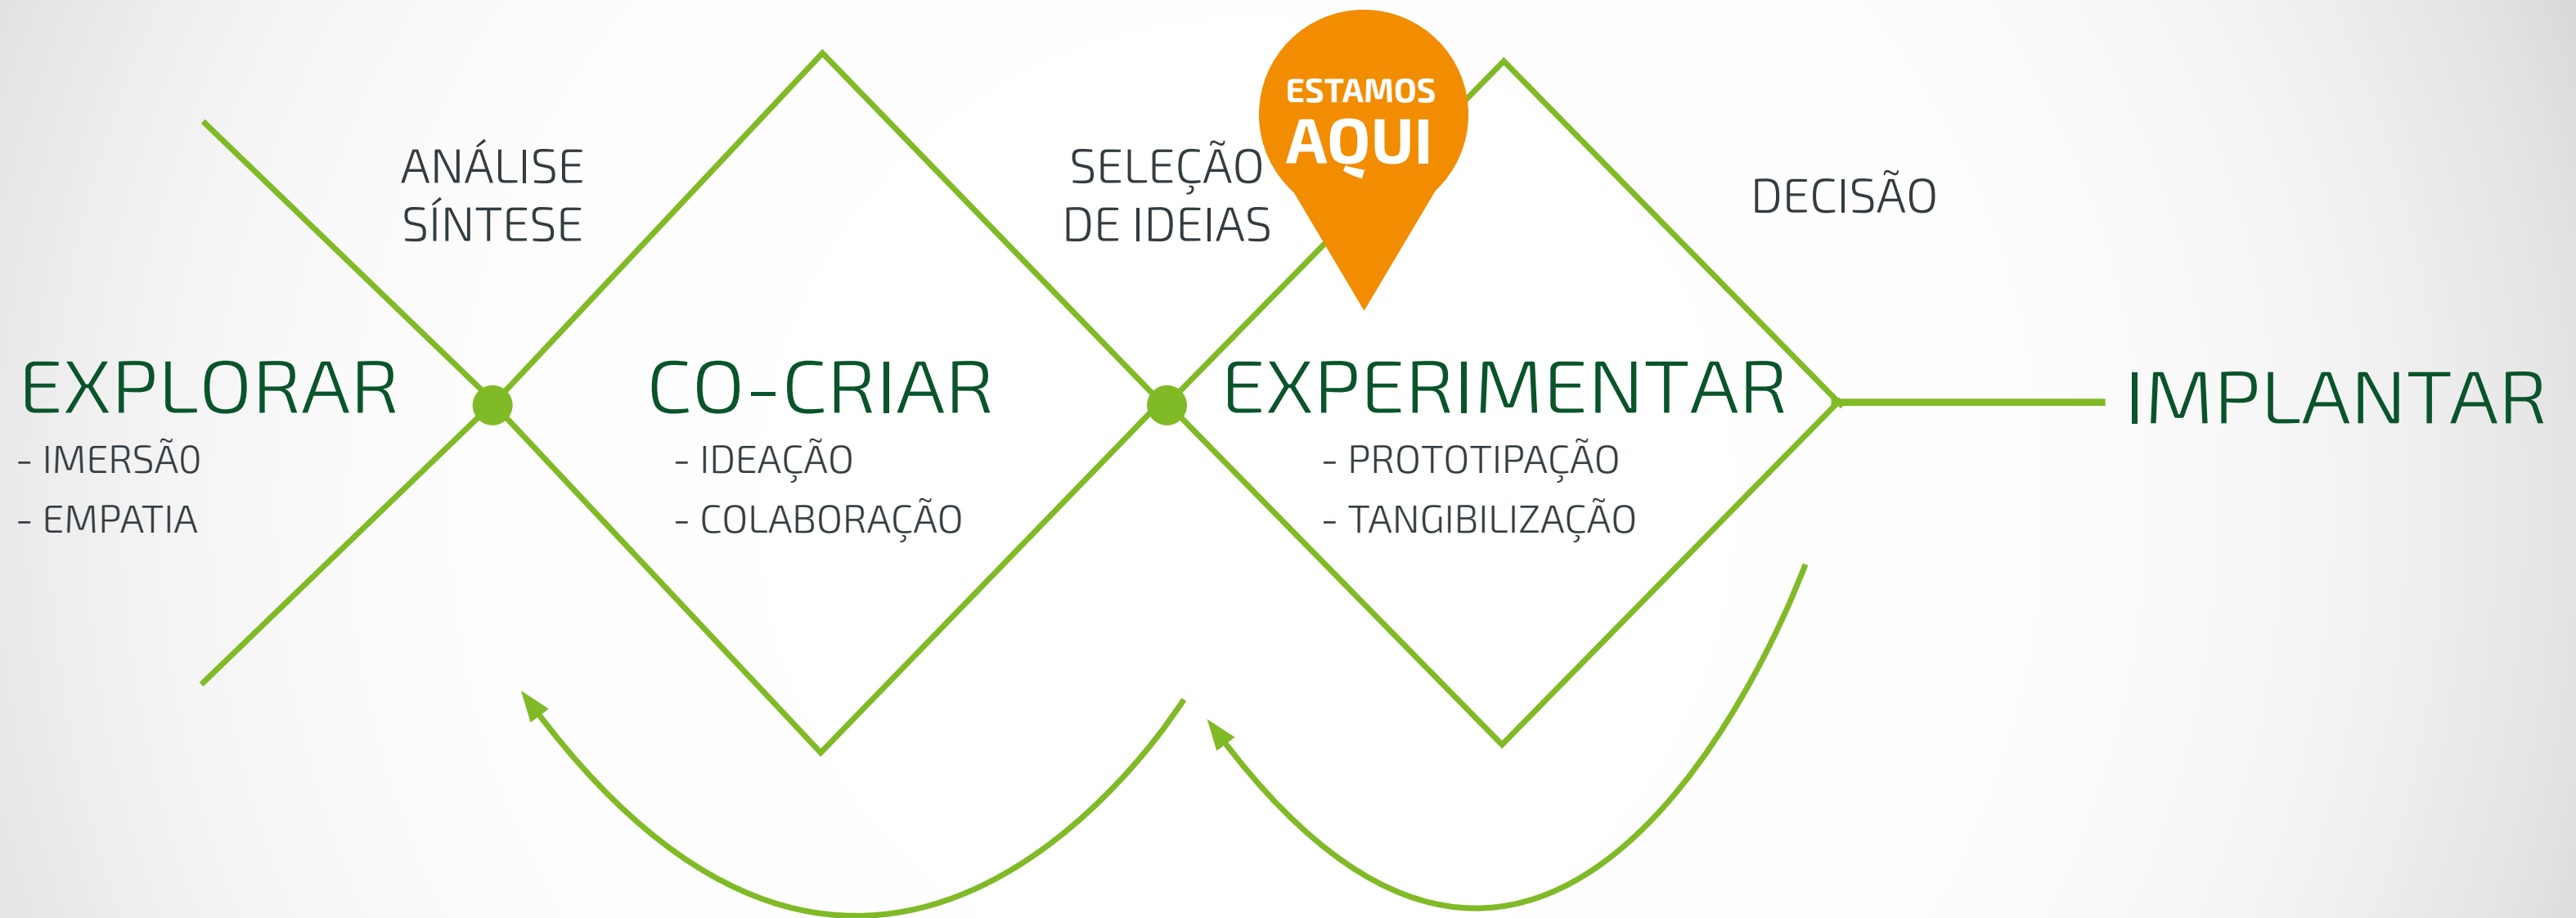 ESTAMOS
AQUI
ANÁLISE
SÍNTESE
SELEÇÃO
DE IDEIAS
DECISÃO
EXPLORAR
- IMERSÃO
- EMPATIA
CO-CRIAR
- IDEAÇÃO
- COLABORAÇÃO
EXPERIMENTAR
- PROTOTIPAÇÃO
- TANGIBILIZAÇÃO
IMPLANTAR